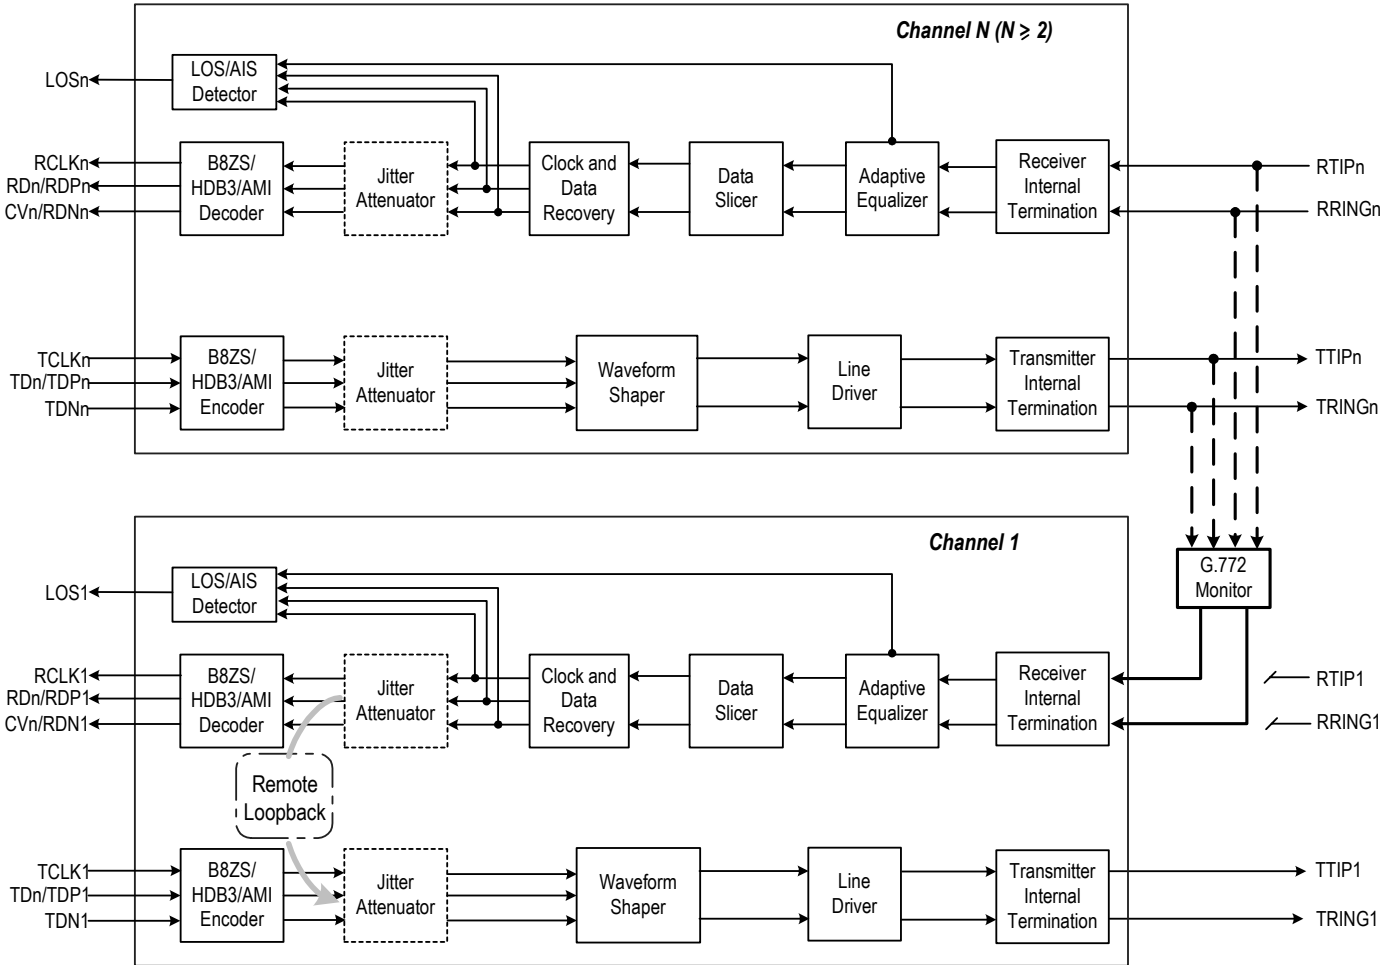 Channel N (N ≥ 2)
LOSn
LOS/AIS
Detector
RCLKn
RDn/RDPn
CVn/RDNn
B8ZS/
HDB3/AMI
Decoder
Jitter
Attenuator
Clock and
Data
Recovery
Data
Slicer
Adaptive
Equalizer
Receiver
Internal
Termination
RTIPn
RRINGn
TCLKn
TDn/TDPn
TDNn
B8ZS/
HDB3/AMI
Encoder
Jitter
Attenuator
Waveform
Shaper
Line
Driver
Transmitter
Internal
Termination
TTIPn
TRINGn
Channel 1
G.772
Monitor
LOS1
LOS/AIS
Detector
RCLK1
RDn/RDP1
CVn/RDN1
B8ZS/
HDB3/AMI
Decoder
Jitter
Attenuator
Clock and
Data
Recovery
Data
Slicer
Adaptive
Equalizer
Receiver
Internal
Termination
RTIP1
RRING1
Remote
Loopback
TCLK1
TDn/TDP1
TDN1
B8ZS/
HDB3/AMI
Encoder
Jitter
Attenuator
Waveform
Shaper
Line
Driver
Transmitter
Internal
Termination
TTIP1
TRING1